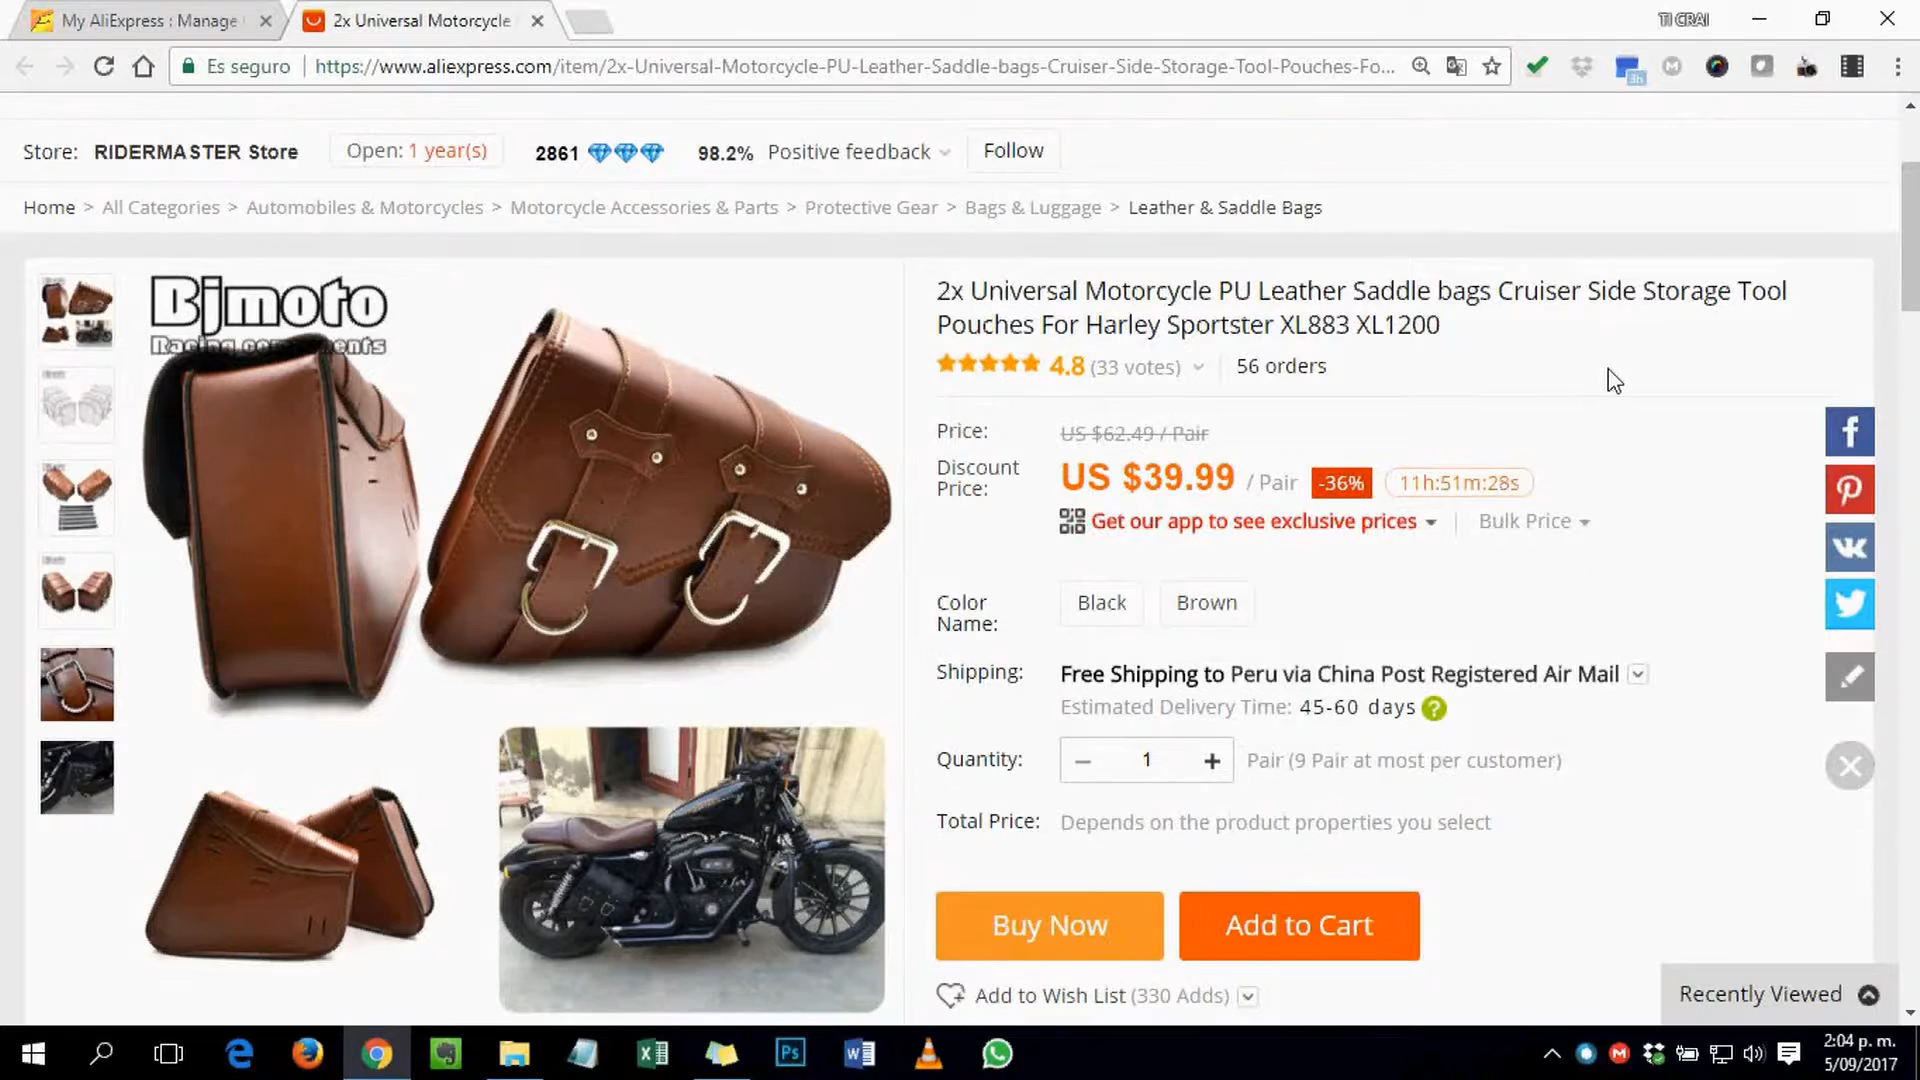 My AliExpress : Manage
2x Universal Motorcycle
TI CRAI
Es seguro
https://www.aliexpress.com/item/2x-Universal-Motorcycle-PU-Leather-Saddle-bags-Cruiser-Side-Storage-Tool-Pouches-Fo...
3h
Store: RIDERMASTER Store
Open: 1 year(s)
2861
98.2% Positive feedback
Follow
Home > All Categories > Automobiles & Motorcycles > Motorcycle Accessories & Parts > Protective Gear > Bags & Luggage > Leather & Saddle Bags
Bjmoto
Racing components
2x Universal Motorcycle PU Leather Saddle bags Cruiser Side Storage Tool
Pouches For Harley Sportster XL883 XL1200
4.8 (33 votes)
56 orders
Price: US $62.49 / Pair
Discount Price: US $39.99 / Pair -36% 11h:51m:28s
Get our app to see exclusive prices
Bulk Price
Color Name: Black Brown
Shipping: Free Shipping to Peru via China Post Registered Air Mail
Estimated Delivery Time: 45-60 days ?
Quantity: − 1 + Pair (9 Pair at most per customer)
Total Price: Depends on the product properties you select
Buy Now
Add to Cart
Add to Wish List (330 Adds)
Recently Viewed
Ps
2:04 p. m.
5/09/2017